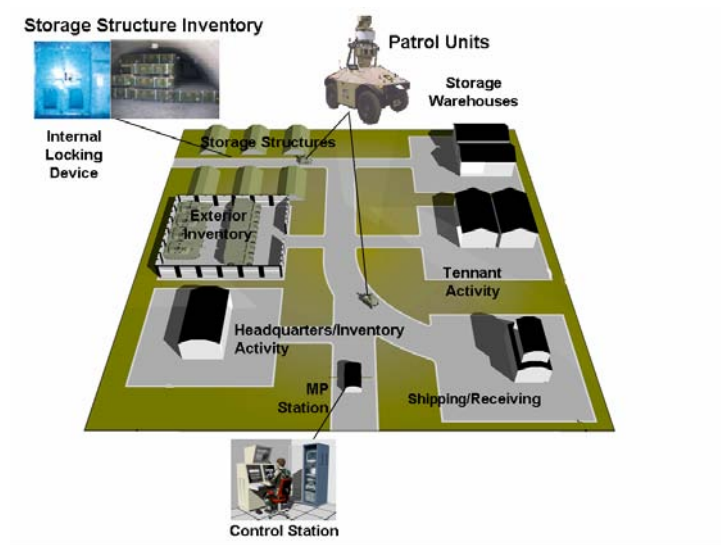 Storage Structure Inventory
Patrol Units
Storage
Warehouses
Internal
Locking
Device
Storage Structures
Exterior
Inventory
Tennant
Activity
Headquarters/Inventory
Activity
MP
Station
Shipping/Receiving
Control Station